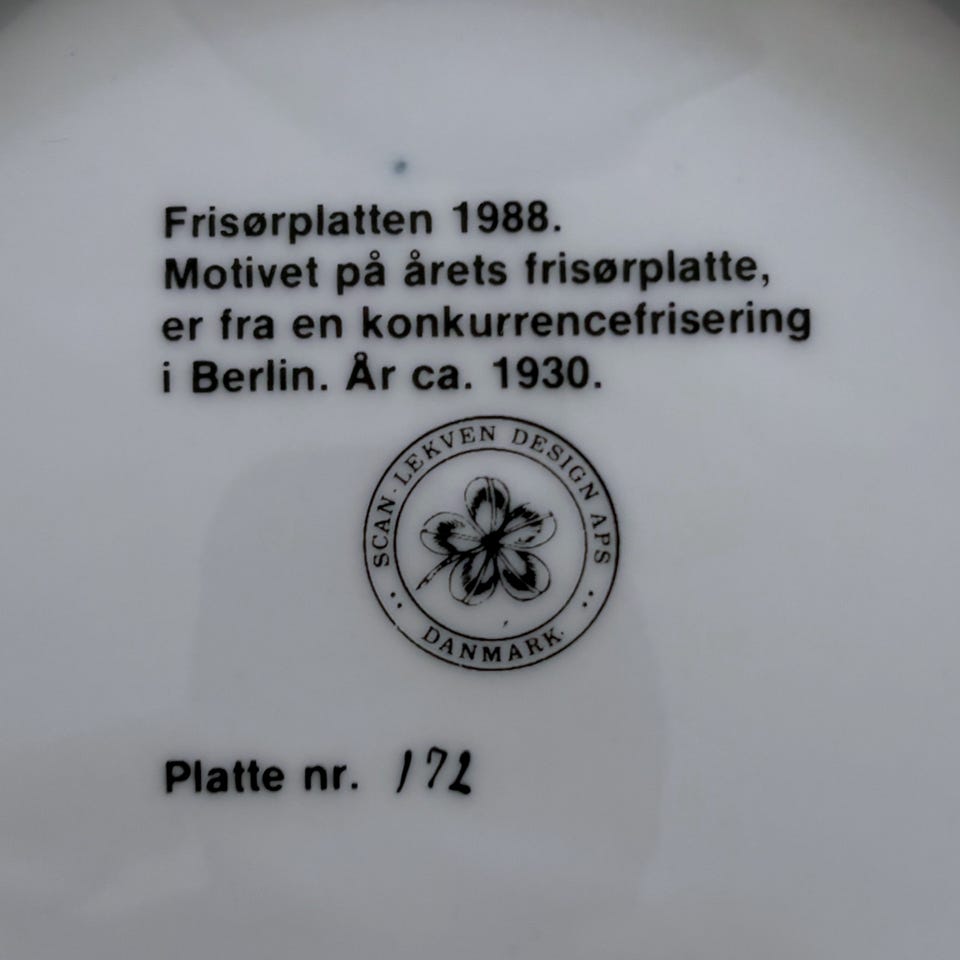 Frisørplatten 1988.
Motivet på årets frisørplatte,
er fra en konkurrencefrisering
i Berlin. År ca. 1930.
SCAN-LEKVEN DESIGN APS
DANMARK
Platte nr. 172